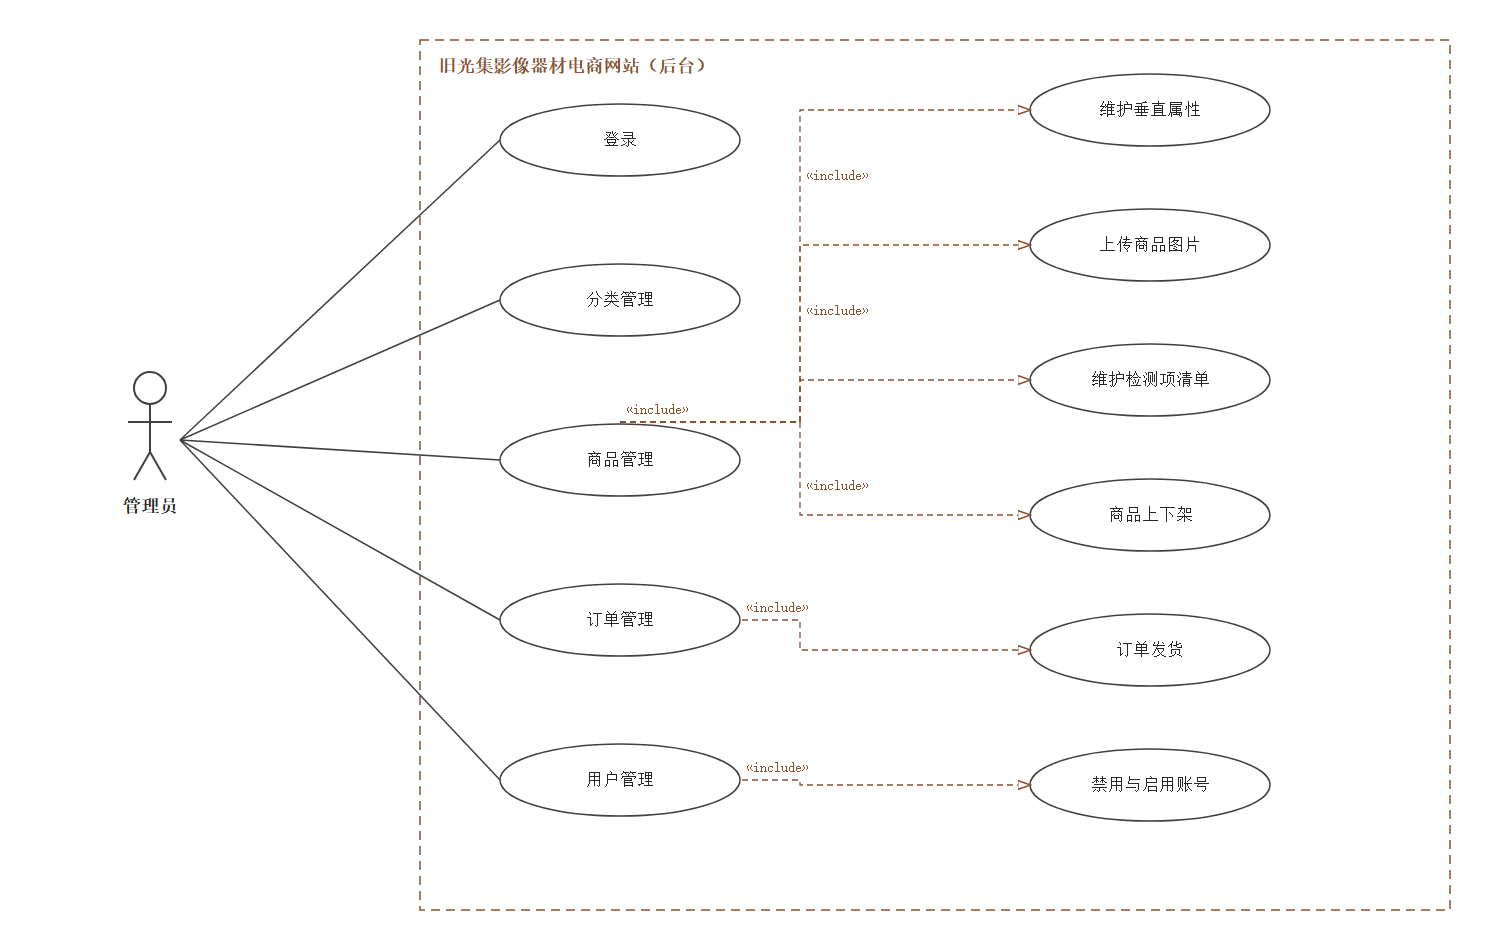 旧光集影像器材电商网站（后台）
维护垂直属性
登录
«include»
上传商品图片
分类管理
«include»
维护检测项清单
«include»
商品管理
«include»
管理员
商品上下架
«include»
订单管理
订单发货
«include»
用户管理
禁用与启用账号